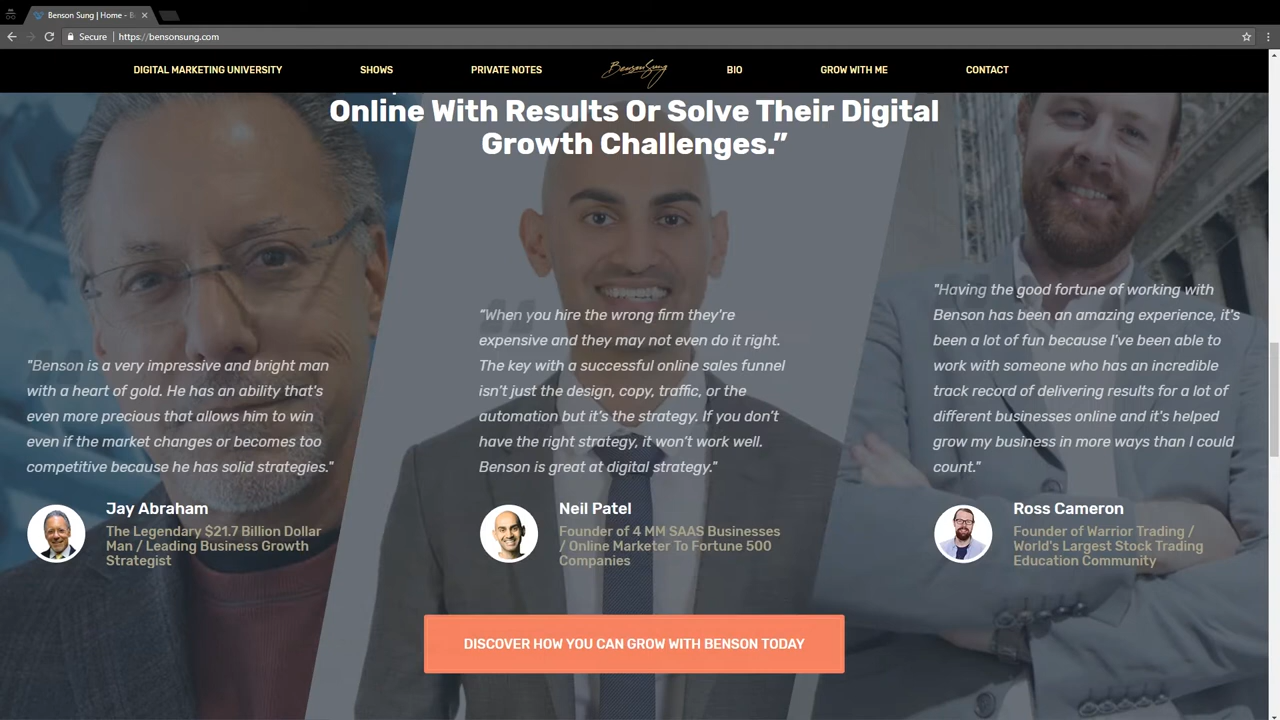 Benson Sung | Home - B
Secure
https://bensonsung.com
DIGITAL MARKETING UNIVERSITY
SHOWS
PRIVATE NOTES
BensonSung
BIO
GROW WITH ME
CONTACT
Online With Results Or Solve Their Digital
Growth Challenges.”
"Benson is a very impressive and bright man
with a heart of gold. He has an ability that's
even more precious that allows him to win
even if the market changes or becomes too
competitive because he has solid strategies."
Jay Abraham
The Legendary $21.7 Billion Dollar
Man / Leading Business Growth
Strategist
"When you hire the wrong firm they're
expensive and they may not even do it right.
The key with a successful online sales funnel
isn't just the design, copy, traffic, or the
automation but it's the strategy. If you don't
have the right strategy, it won't work well.
Benson is great at digital strategy."
Neil Patel
Founder of 4 MM SAAS Businesses
/ Online Marketer To Fortune 500
Companies
"Having the good fortune of working with
Benson has been an amazing experience, it's
been a lot of fun because I've been able to
work with someone who has an incredible
track record of delivering results for a lot of
different businesses online and it's helped
grow my business in more ways than I could
count."
Ross Cameron
Founder of Warrior Trading /
World's Largest Stock Trading
Education Community
DISCOVER HOW YOU CAN GROW WITH BENSON TODAY